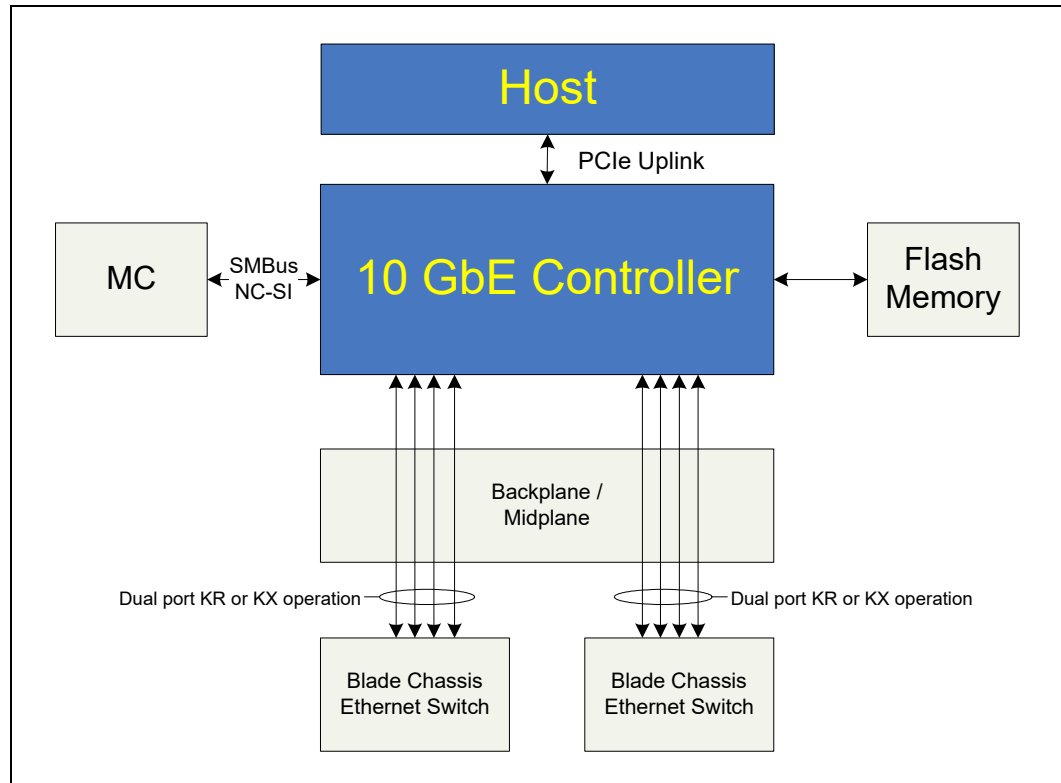 Host
PCIe Uplink
MC
SMBus
NC-SI
10 GbE Controller
Flash
Memory
Backplane /
Midplane
Dual port KR or KX operation
Dual port KR or KX operation
Blade Chassis
Ethernet Switch
Blade Chassis
Ethernet Switch